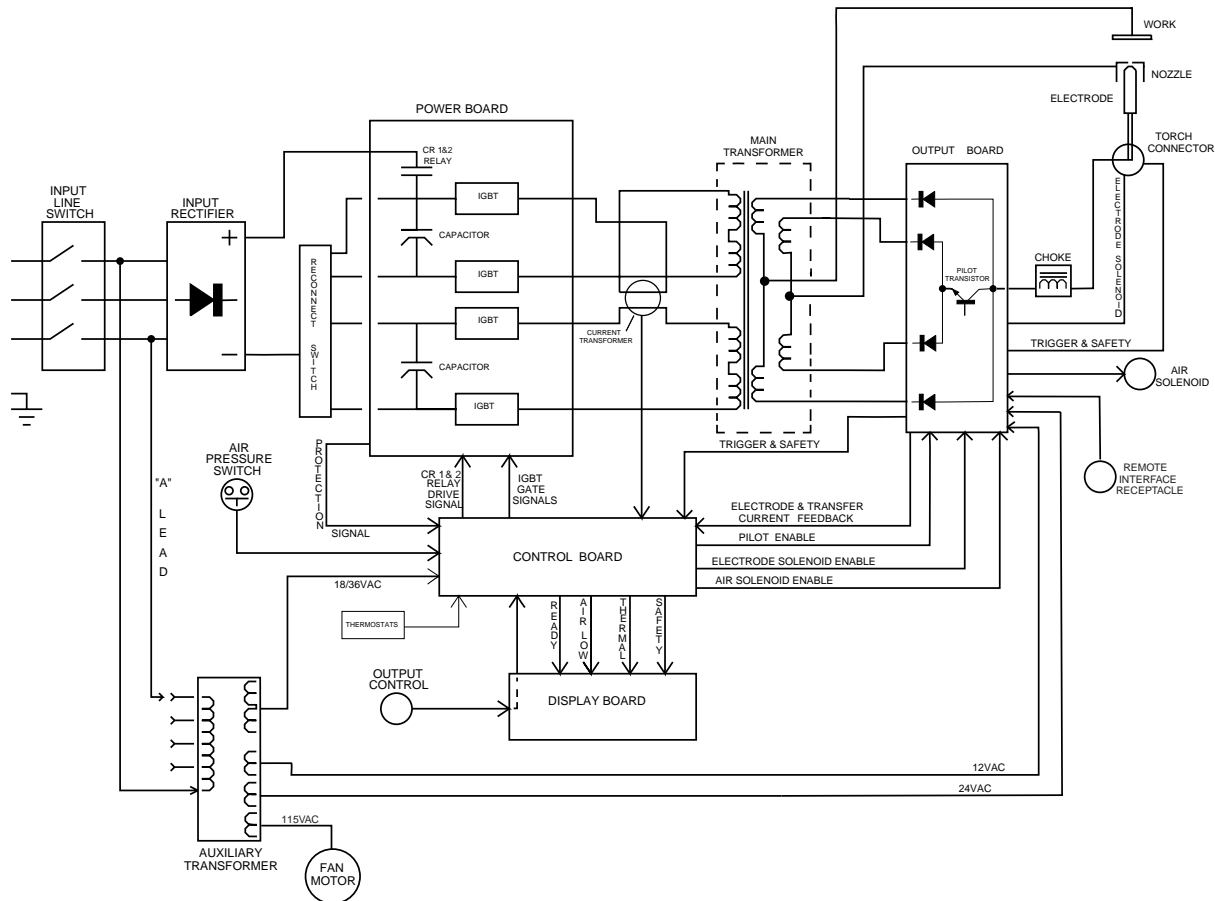 WORK
NOZZLE
ELECTRODE
TORCH
CONNECTOR
POWER BOARD
MAIN
TRANSFORMER
OUTPUT BOARD
CR 1&2
RELAY
INPUT
LINE
SWITCH
INPUT
RECTIFIER
+
−
RECONNECT SWITCH
IGBT
CAPACITOR
IGBT
IGBT
CAPACITOR
IGBT
CURRENT
TRANSFORMER
PILOT
TRANSISTOR
CHOKE
ELECTRODE SOLENOID
TRIGGER & SAFETY
AIR
SOLENOID
REMOTE
INTERFACE
RECEPTACLE
AIR
PRESSURE
SWITCH
"A" LEAD
PROTECTION
SIGNAL
CR 1 & 2
RELAY
DRIVE
SIGNAL
IGBT
GATE
SIGNALS
TRIGGER & SAFETY
ELECTRODE & TRANSFER
CURRENT FEEDBACK
PILOT ENABLE
ELECTRODE SOLENOID ENABLE
AIR SOLENOID ENABLE
CONTROL BOARD
18/36VAC
THERMOSTATS
READY
AIR LOW
THERMAL
SAFETY
OUTPUT
CONTROL
DISPLAY BOARD
12VAC
24VAC
115VAC
AUXILIARY
TRANSFORMER
FAN
MOTOR